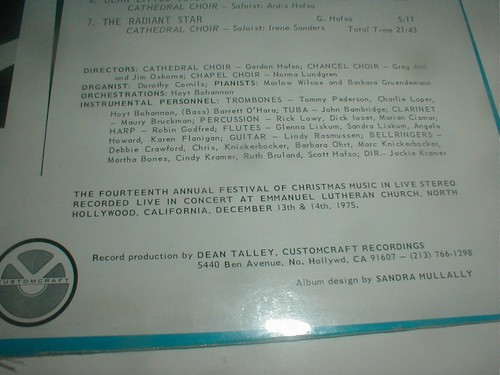 CATHEDRAL CHOIR - Soloist: Ardis Hafso
7. THE RADIANT STAR G. Hafso 5:11
CATHEDRAL CHOIR - Soloist: Irene Sanders Total Time 21:43
DIRECTORS: CATHEDRAL CHOIR - Gordon Hafso; CHANCEL CHOIR - Greg
and Jim Osborne; CHAPEL CHOIR - Norma Lundgren
ORGANIST: Dorothy Cornils; PIANISTS: Marlow Wilcox and Barbara Gruendemann
ORCHESTRATIONS: Hoyt Bohannon
INSTRUMENTAL PERSONNEL: TROMBONES - Tommy Pederson, Charlie Loper,
Hoyt Bohannon, (Bass) Barrett O'Hara; TUBA - John Bambridge; CLARINET
- Maury Bruckman; PERCUSSION - Rick Lowy, Dick Iaset, Marian Cismar;
HARP - Robin Godfred; FLUTES - Glenna Liskum, Sandra Liskum, Angela
Howard, Karen Flanigan; GUITAR - Lindy Rasmussen; BELLRINGERS -
Debbie Crawford, Chris, Knickerbacker, Barbara Ohrt, Marc Knickerbacker,
Martha Bones, Cindy Kramer, Ruth Bruland, Scott Hafso; DIR.- Jackie Kramer
THE FOURTEENTH ANNUAL FESTIVAL OF CHRISTMAS MUSIC IN LIVE STEREO
RECORDED LIVE IN CONCERT AT EMMANUEL LUTHERAN CHURCH, NORTH
HOLLYWOOD, CALIFORNIA, DECEMBER 13th & 14th, 1975.
Record production by DEAN TALLEY, CUSTOMCRAFT RECORDINGS
5440 Ben Avenue, No. Hollywd, CA 91607 - (213) 766-1298
Album design by SANDRA MULLALLY
CUSTOMCRAFT